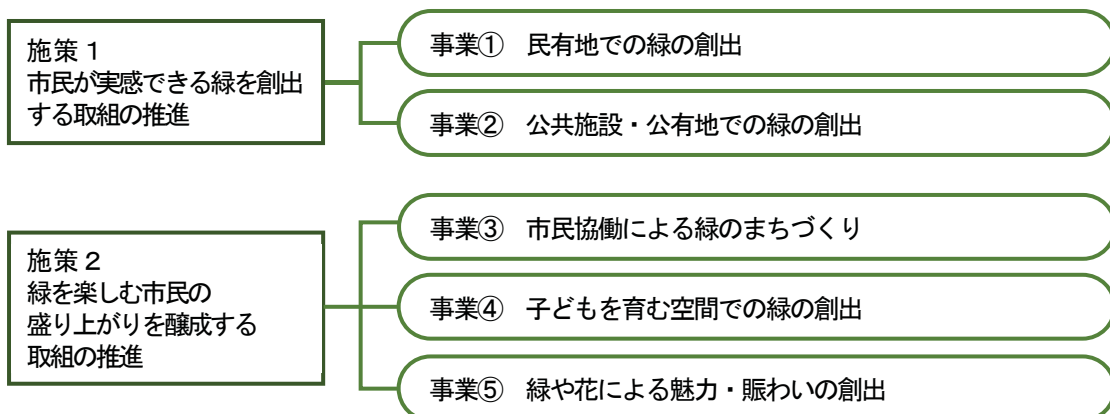 施策１
市民が実感できる緑を創出
する取組の推進
事業①　民有地での緑の創出
事業②　公共施設・公有地での緑の創出
施策２
緑を楽しむ市民の
盛り上がりを醸成する
取組の推進
事業③　市民協働による緑のまちづくり
事業④　子どもを育む空間での緑の創出
事業⑤　緑や花による魅力・賑わいの創出